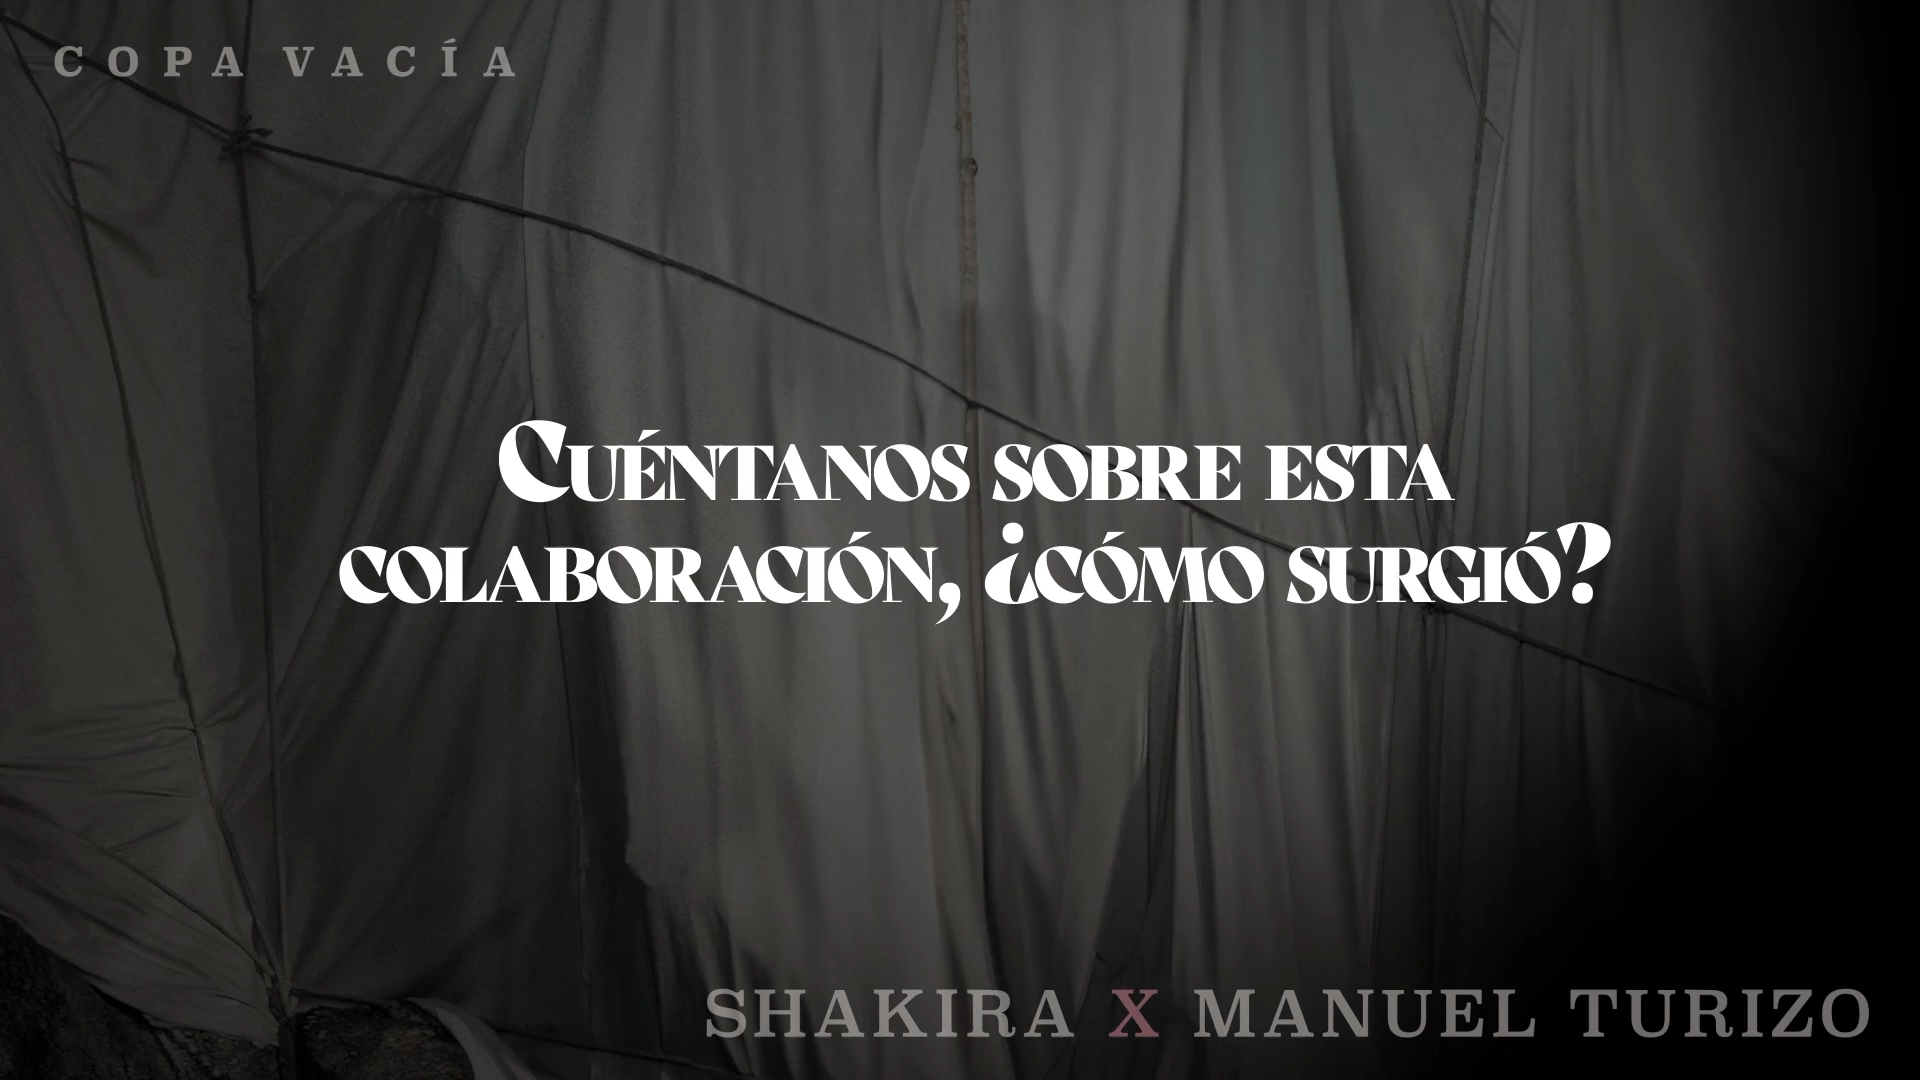 COPA VACÍA
Cuéntanos sobre esta
colaboración, ¿cómo surgió?
SHAKIRA X MANUEL TURIZO